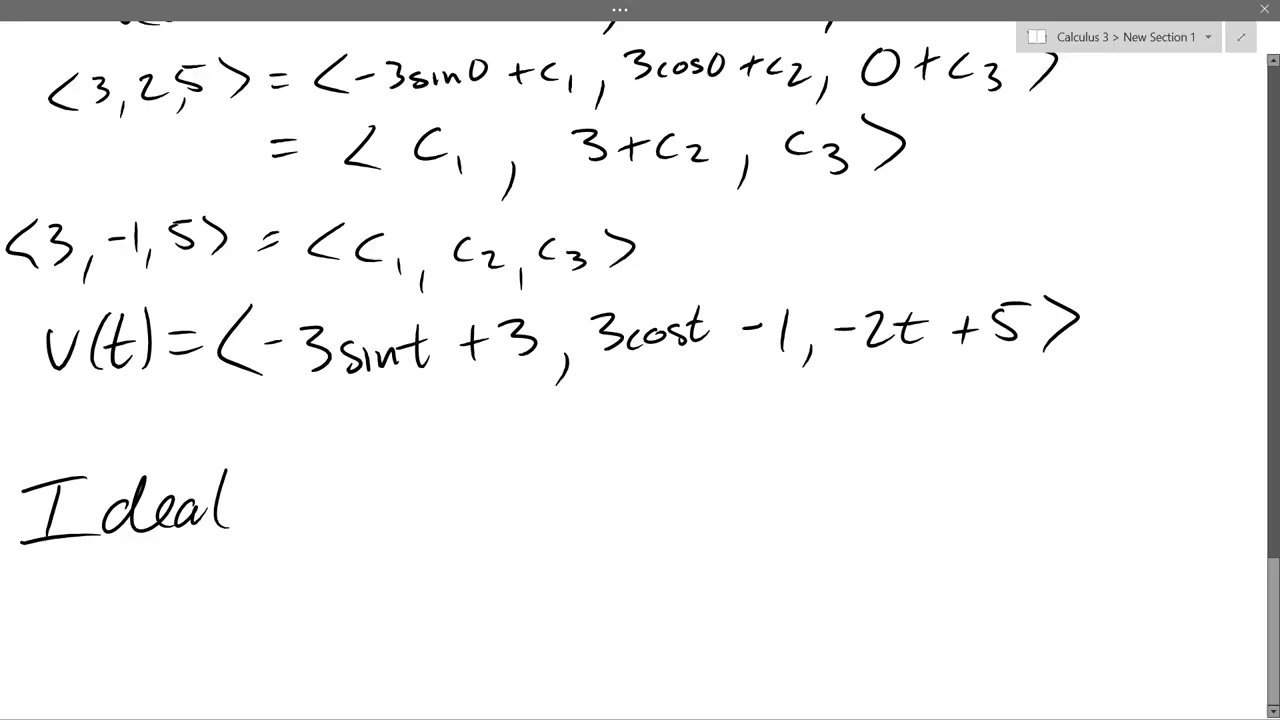 Calculus 3 > New Section 1
<3, 2, 5> = <-3sin0 + c₁, 3cos0 + c₂, 0 + c₃>
= < c₁, 3 + c₂, c₃ >
<3, -1, 5> = <c₁, c₂, c₃>
v(t) = <-3sint + 3, 3cost - 1, -2t + 5>
Ideal